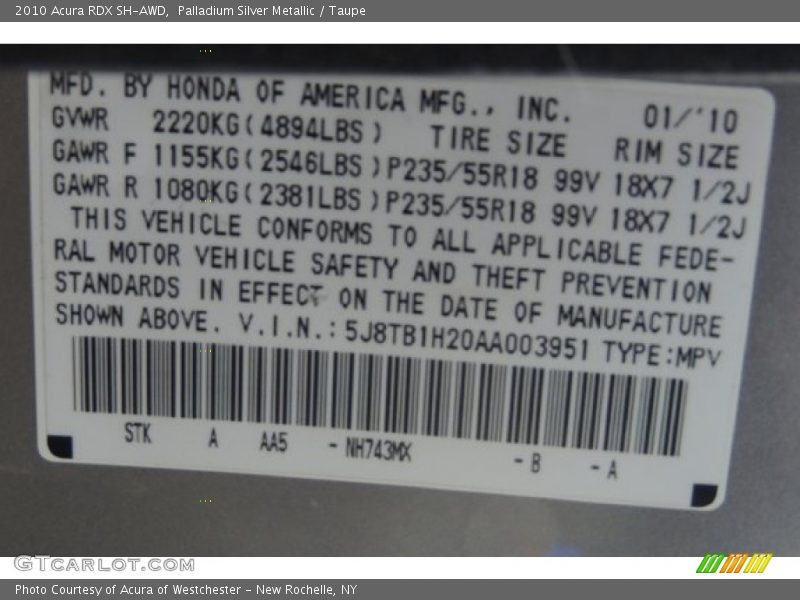 2010 Acura RDX SH-AWD,  Palladium Silver Metallic / Taupe
MFD. BY HONDA OF AMERICA MFG., INC. 01/'10
GVWR 2220KG(4894LBS) TIRE SIZE RIM SIZE
GAWR F 1155KG(2546LBS)P235/55R18 99V 18X7 1/2J
GAWR R 1080KG(2381LBS)P235/55R18 99V 18X7 1/2J
THIS VEHICLE CONFORMS TO ALL APPLICABLE FEDE-
RAL MOTOR VEHICLE SAFETY AND THEFT PREVENTION
STANDARDS IN EFFECT ON THE DATE OF MANUFACTURE
SHOWN ABOVE. V.I.N.:5J8TB1H20AA003951 TYPE:MPV
STK A AA5 -NH743MX -B -A
GTCARLOT.COM
Photo Courtesy of Acura of Westchester - New Rochelle, NY